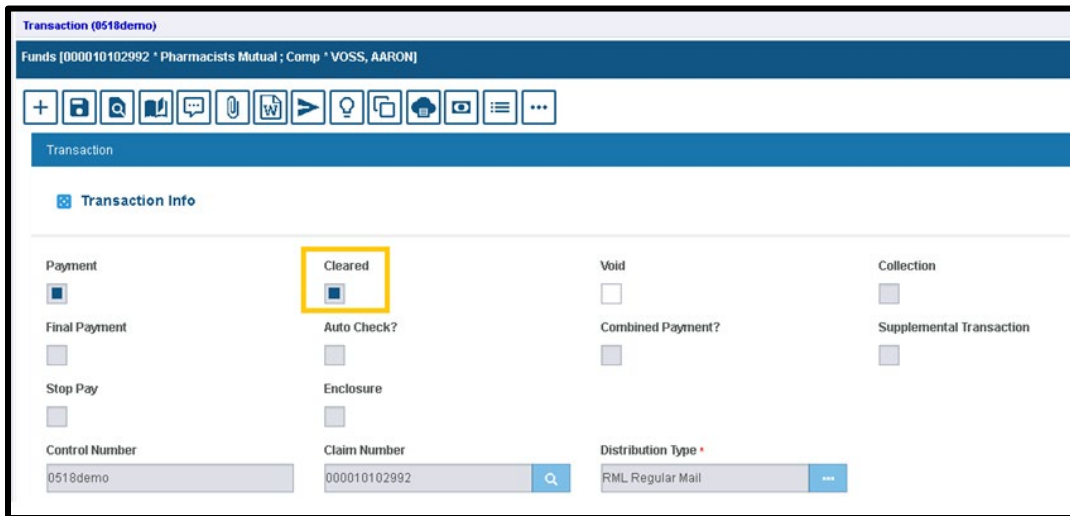 Transaction (0518demo)
Funds [000010102992 * Pharmacists Mutual ; Comp * VOSS, AARON]
Transaction
Transaction Info
Payment Cleared Void Collection
Final Payment Auto Check? Combined Payment? Supplemental Transaction
Stop Pay Enclosure
Control Number Claim Number Distribution Type *
0518demo 000010102992 RML Regular Mail